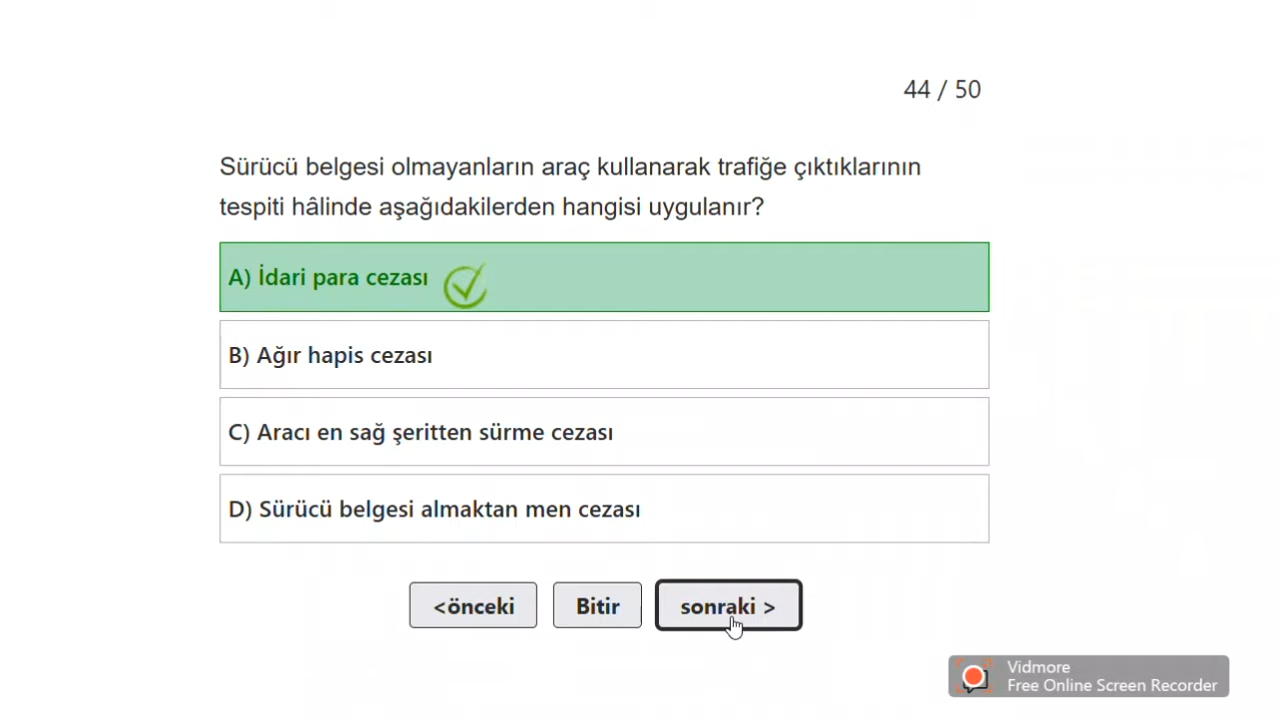 44 / 50
Sürücü belgesi olmayanların araç kullanarak trafiğe çıktıklarının
tespiti hâlinde aşağıdakilerden hangisi uygulanır?
A) İdari para cezası
B) Ağır hapis cezası
C) Aracı en sağ şeritten sürme cezası
D) Sürücü belgesi almaktan men cezası
<önceki Bitir sonraki >
Vidmore
Free Online Screen Recorder